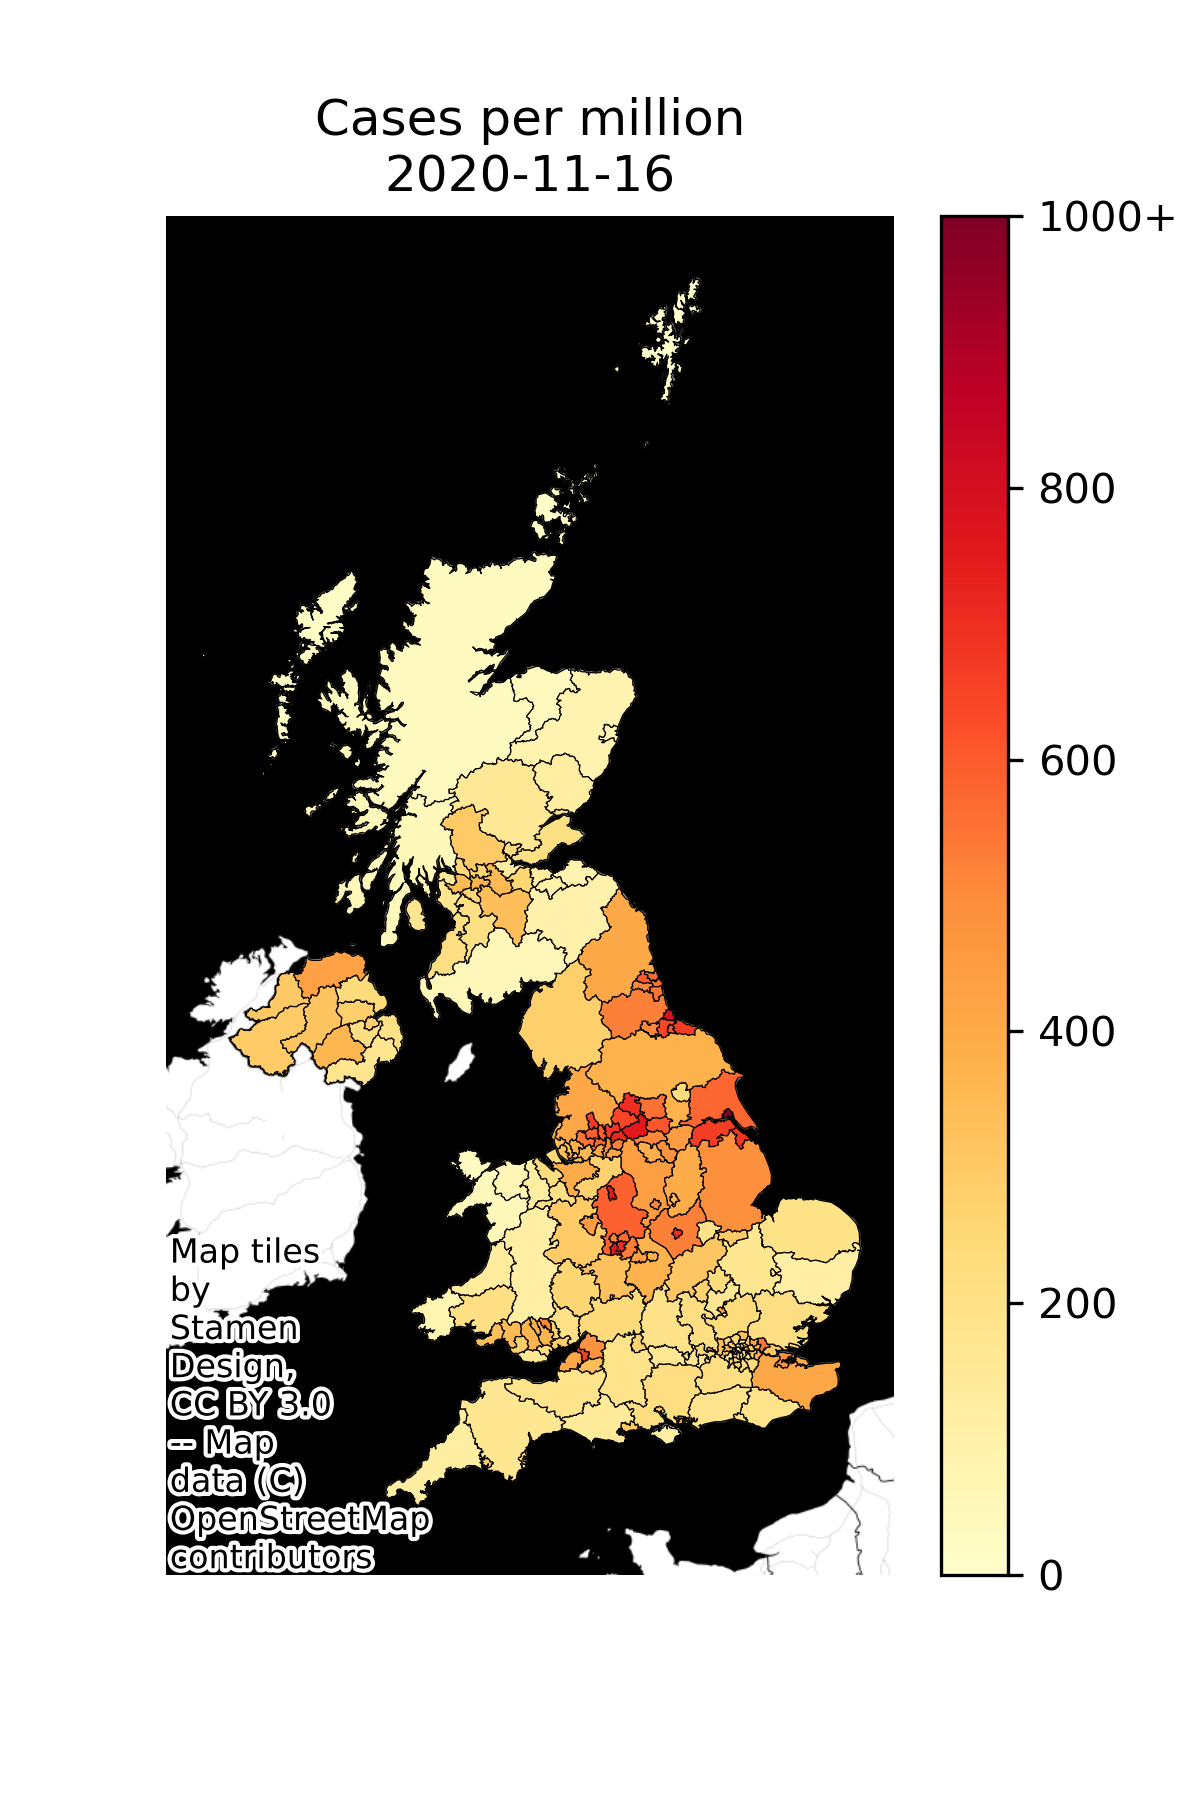 Cases per million
2020-11-16
1000+
800
600
400
200
0
Map tiles
by
Stamen
Design,
CC BY 3.0
-- Map
data (C)
OpenStreetMap
contributors